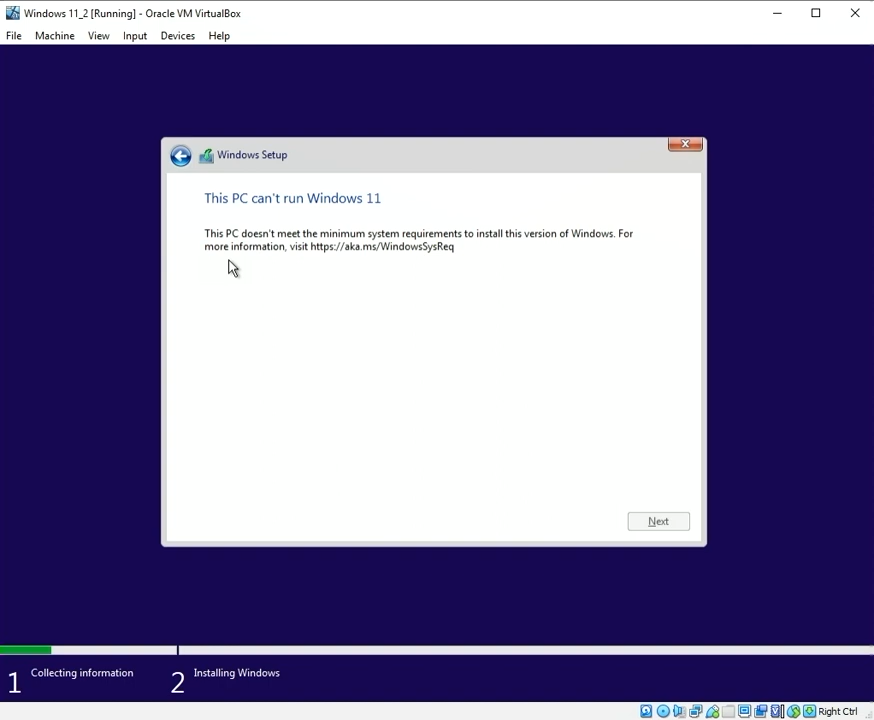 Windows 11_2 [Running] - Oracle VM VirtualBox
File Machine View Input Devices Help
Windows Setup
This PC can't run Windows 11
This PC doesn't meet the minimum system requirements to install this version of Windows. For
more information, visit https://aka.ms/WindowsSysReq
Next
1 Collecting information 2 Installing Windows
Right Ctrl